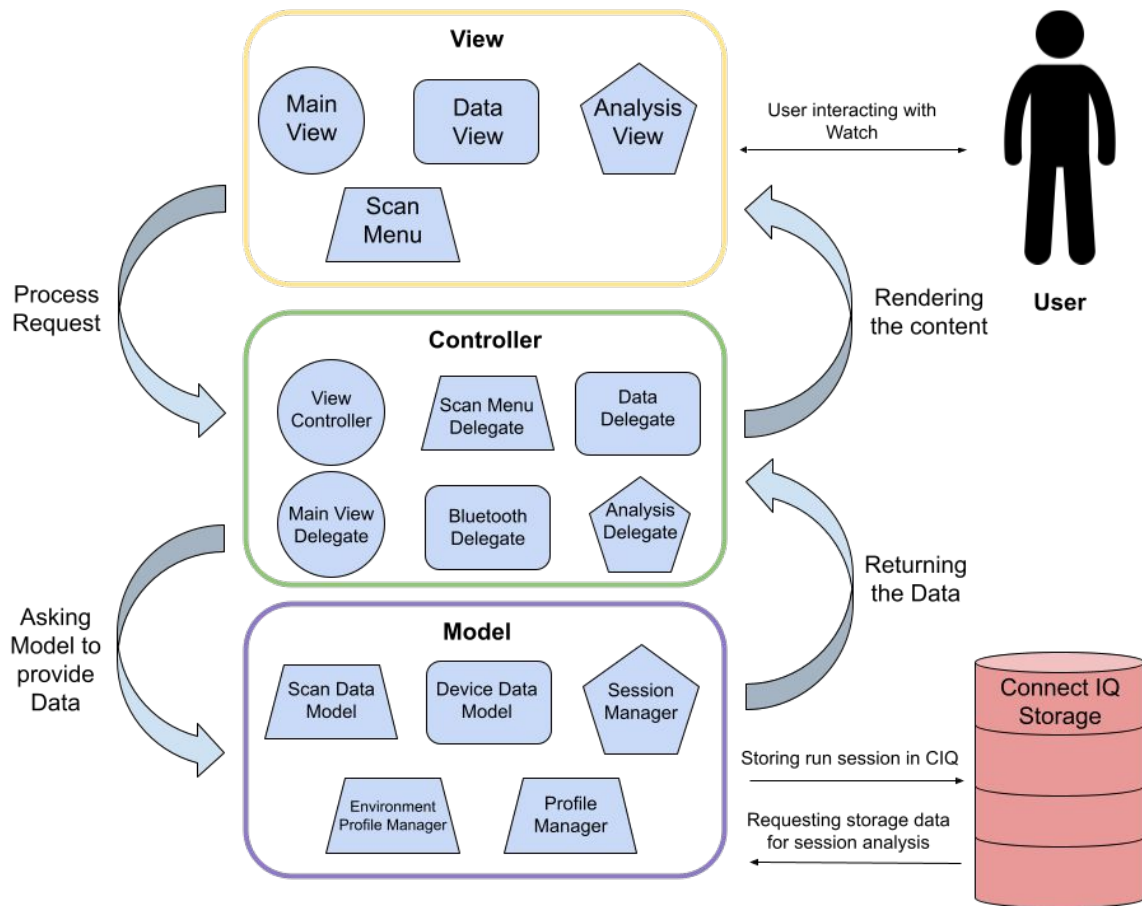 View
Main
View
Data
View
Analysis
View
Scan
Menu
User interacting with
Watch
User
Process
Request
Rendering
the content
Controller
View
Controller
Scan Menu
Delegate
Data
Delegate
Main View
Delegate
Bluetooth
Delegate
Analysis
Delegate
Asking
Model to
provide
Data
Returning
the Data
Model
Scan Data
Model
Device Data
Model
Session
Manager
Environment
Profile Manager
Profile
Manager
Connect IQ
Storage
Storing run session in CIQ
Requesting storage data
for session analysis